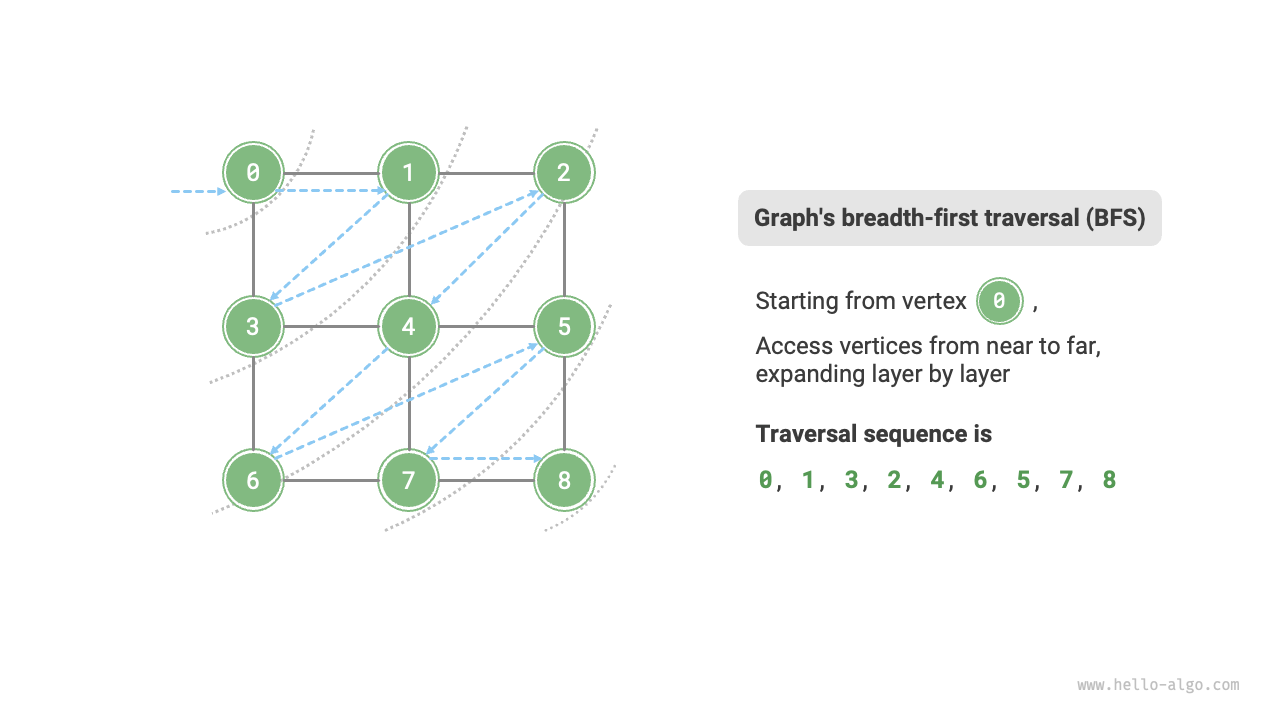 0 1 2
3 4 5
6 7 8
Graph's breadth-first traversal (BFS)
Starting from vertex 0 ,
Access vertices from near to far,
expanding layer by layer
Traversal sequence is
0, 1, 3, 2, 4, 6, 5, 7, 8
www.hello-algo.com